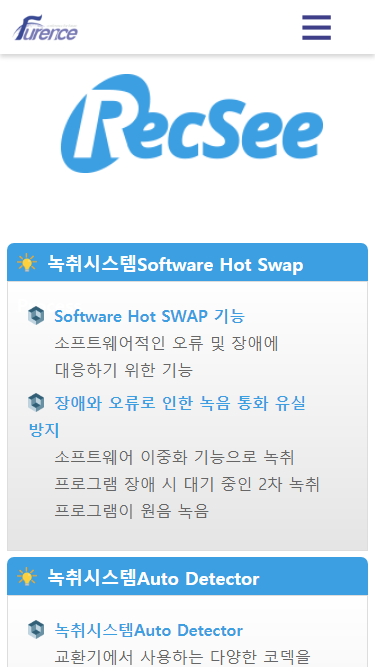 Furence
RecSee
녹취시스템Software Hot Swap
Software Hot SWAP 기능
소프트웨어적인 오류 및 장애에
대응하기 위한 기능
장애와 오류로 인한 녹음 통화 유실
방지
소프트웨어 이중화 기능으로 녹취
프로그램 장애 시 대기 중인 2차 녹취
프로그램이 원음 녹음
녹취시스템Auto Detector
녹취시스템Auto Detector
교환기에서 사용하는 다양한 코덱을